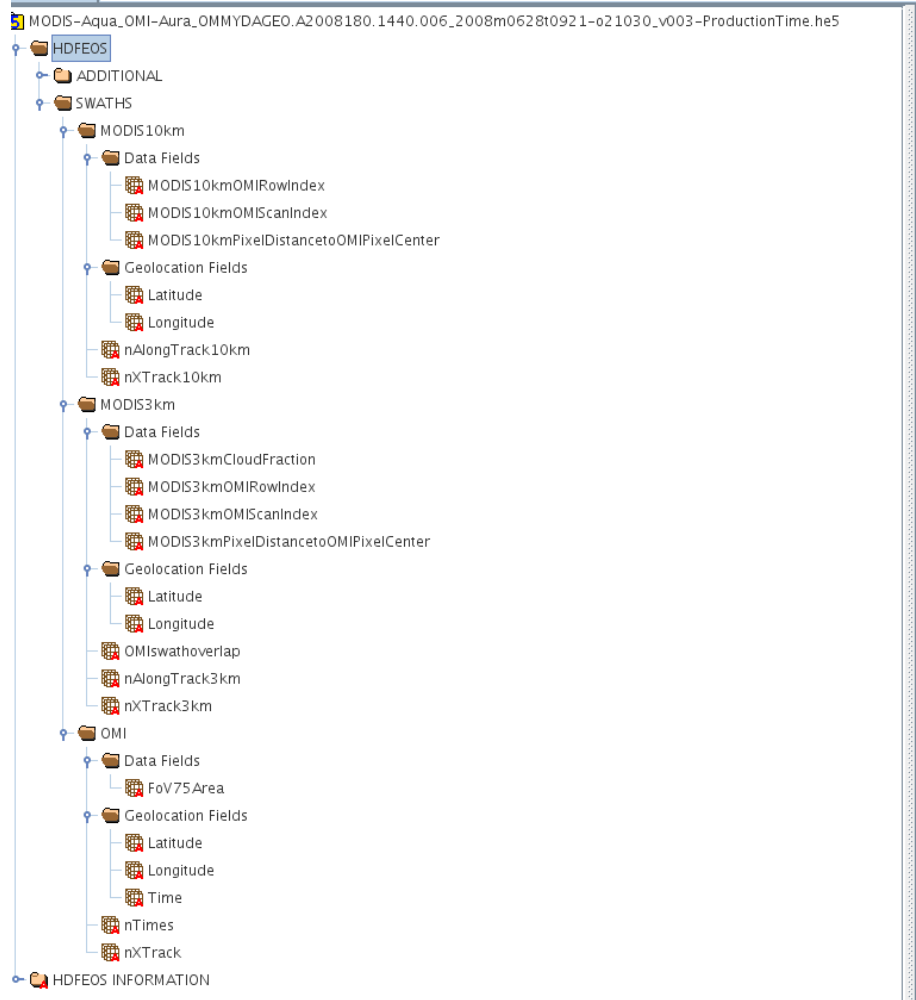 MODIS-Aqua_OMI-Aura_OMMYDAGEO.A2008180.1440.006_2008m0628t0921-o21030_v003-ProductionTime.he5
HDFEOS
ADDITIONAL
SWATHS
MODIS10km
Data Fields
MODIS10kmOMIRowIndex
MODIS10kmOMIScanIndex
MODIS10kmPixelDistancetoOMIPixelCenter
Geolocation Fields
Latitude
Longitude
nAlongTrack10km
nXTrack10km
MODIS3km
Data Fields
MODIS3kmCloudFraction
MODIS3kmOMIRowIndex
MODIS3kmOMIScanIndex
MODIS3kmPixelDistancetoOMIPixelCenter
Geolocation Fields
Latitude
Longitude
OMIswathoverlap
nAlongTrack3km
nXTrack3km
OMI
Data Fields
FoV75Area
Geolocation Fields
Latitude
Longitude
Time
nTimes
nXTrack
HDFEOS INFORMATION